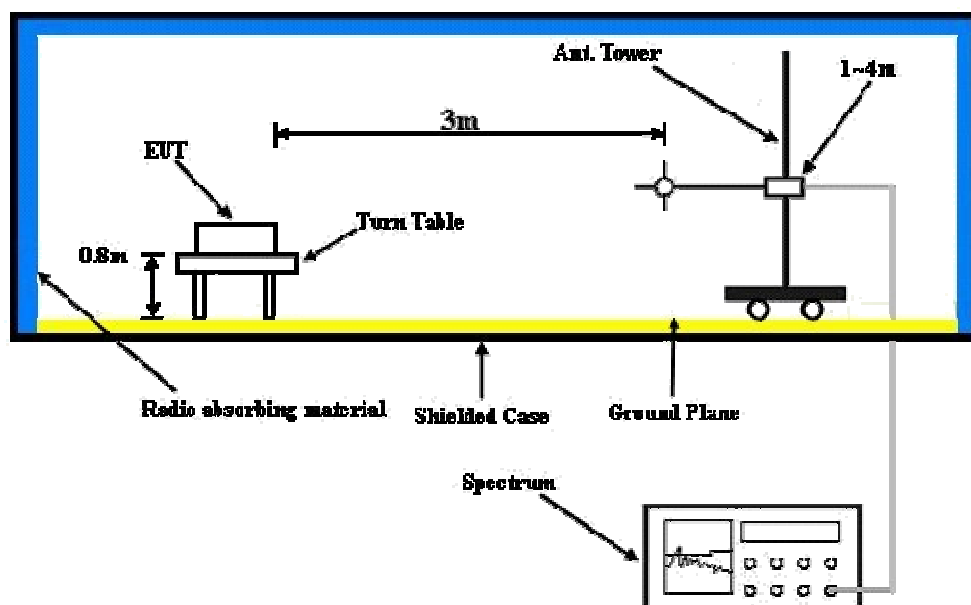 Ant. Tower
1~4m
3m
EUT
Turn Table
0.8m
Radio absorbing material
Shielded Case
Ground Plane
Spectrum